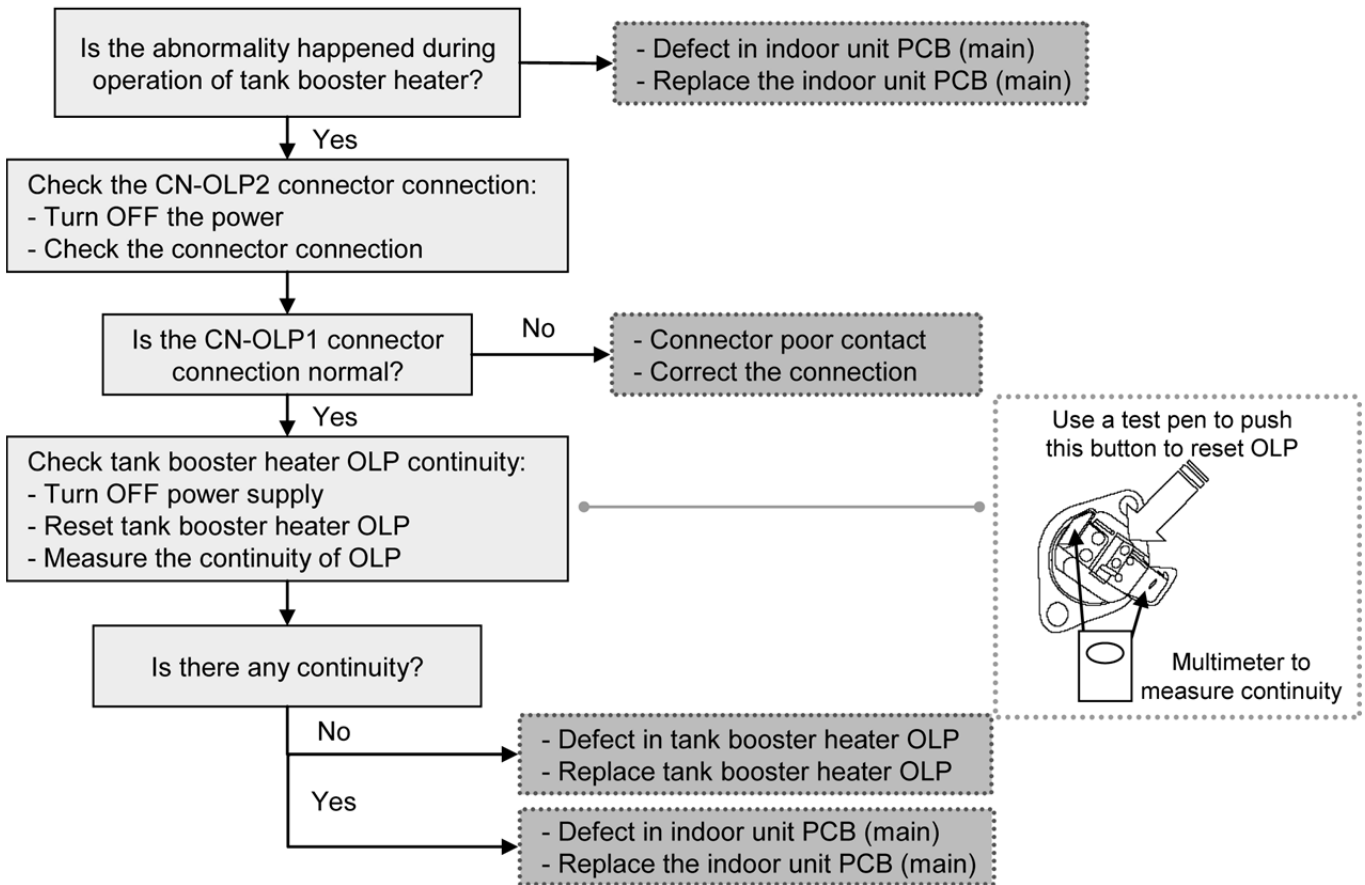 Is the abnormality happened during
operation of tank booster heater?
- Defect in indoor unit PCB (main)
- Replace the indoor unit PCB (main)
Yes
Check the CN-OLP2 connector connection:
- Turn OFF the power
- Check the connector connection
Is the CN-OLP1 connector
connection normal?
No
- Connector poor contact
- Correct the connection
Yes
Check tank booster heater OLP continuity:
- Turn OFF power supply
- Reset tank booster heater OLP
- Measure the continuity of OLP
Use a test pen to push
this button to reset OLP
Multimeter to
measure continuity
Is there any continuity?
No
- Defect in tank booster heater OLP
- Replace tank booster heater OLP
Yes
- Defect in indoor unit PCB (main)
- Replace the indoor unit PCB (main)